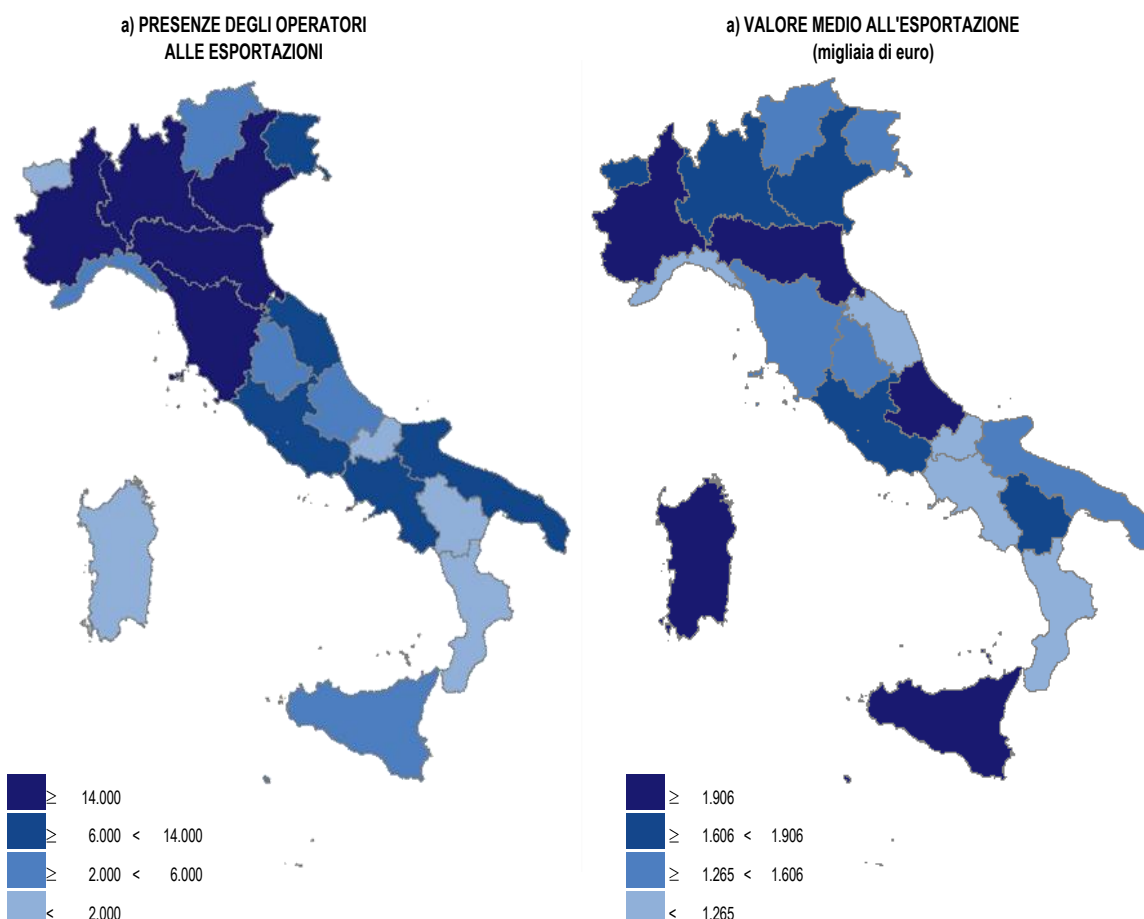 a) PRESENZE DEGLI OPERATORI
ALLE ESPORTAZIONI
≥ 14.000
≥ 6.000 < 14.000
≥ 2.000 < 6.000
< 2.000
a) VALORE MEDIO ALL'ESPORTAZIONE
(migliaia di euro)
≥ 1.906
≥ 1.606 < 1.906
≥ 1.265 < 1.606
< 1.265